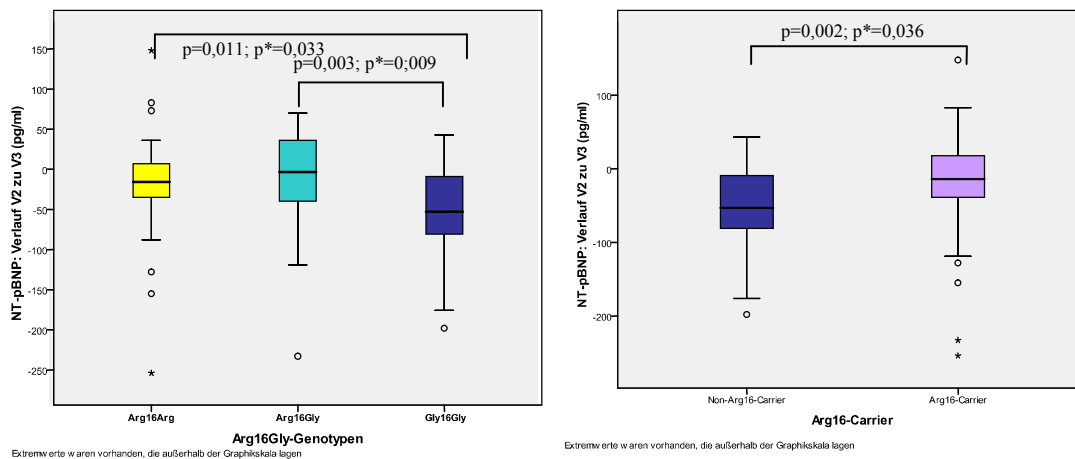 p=0,011; p*=0,033
p=0,003; p*=0;009
150
100
50
0
-50
-100
-150
-200
-250
NT-pBNP: Verlauf V2 zu V3 (pg/ml)
Arg16Arg
Arg16Gly
Gly16Gly
Arg16Gly-Genotypen
Extremwerte waren vorhanden, die außerhalb der Graphikskala lagen
p=0,002; p*=0,036
100
0
-100
-200
NT-pBNP: Verlauf V2 zu V3 (pg/ml)
Non-Arg16-Carrier
Arg16-Carrier
Arg16-Carrier
Extremwerte waren vorhanden, die außerhalb der Graphikskala lagen